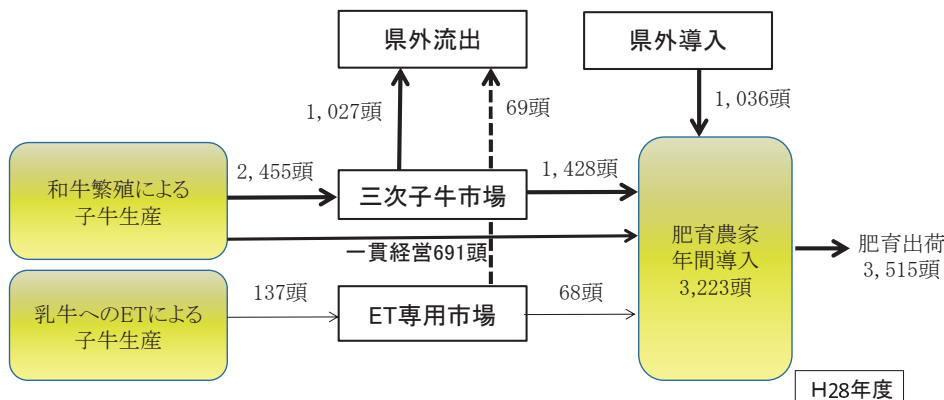 県外流出
県外導入
1,027頭
69頭
1,036頭
和牛繁殖による
子牛生産
2,455頭
三次子牛市場
1,428頭
一貫経営691頭
肥育農家
年間導入
3,223頭
肥育出荷
3,515頭
乳牛へのETによる
子牛生産
137頭
ET専用市場
68頭
H28年度